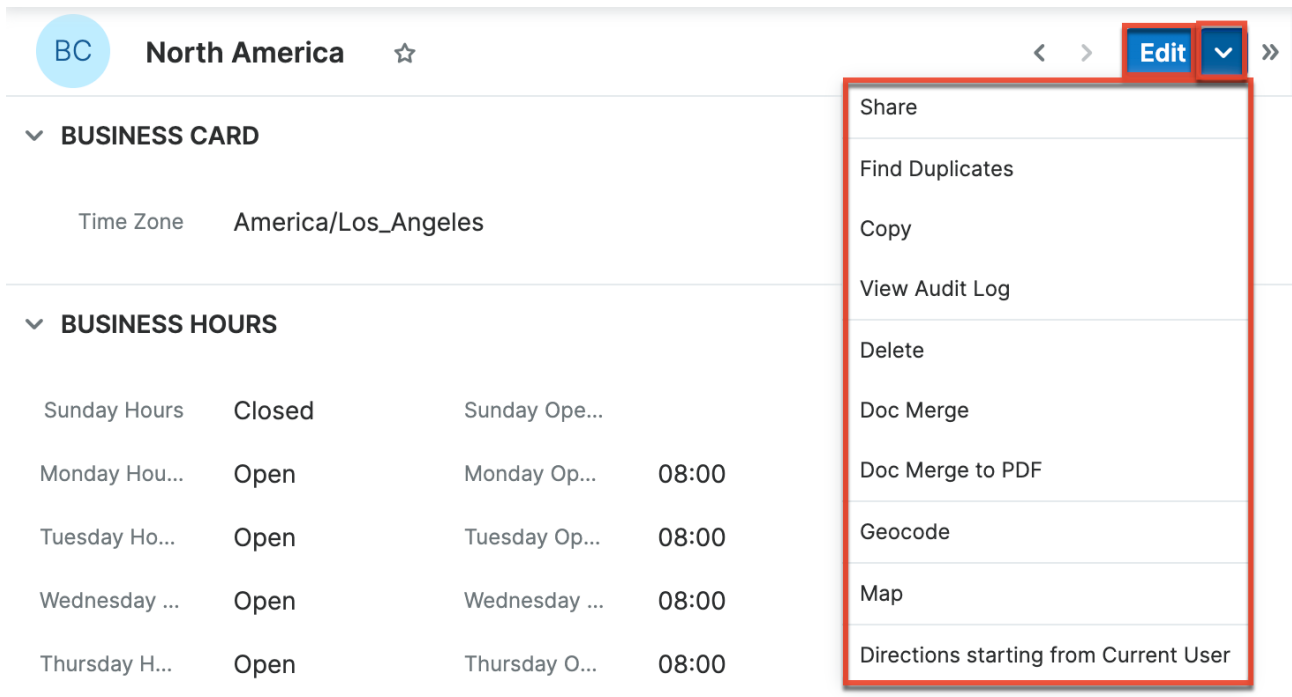 BC North America Edit
Share
BUSINESS CARD
Find Duplicates
Time Zone America/Los_Angeles
Copy
View Audit Log
BUSINESS HOURS
Delete
Sunday Hours Closed Sunday Ope...
Doc Merge
Monday Hou... Open Monday Op... 08:00
Doc Merge to PDF
Tuesday Ho... Open Tuesday Op... 08:00
Geocode
Wednesday ... Open Wednesday ... 08:00
Map
Thursday H... Open Thursday O... 08:00
Directions starting from Current User